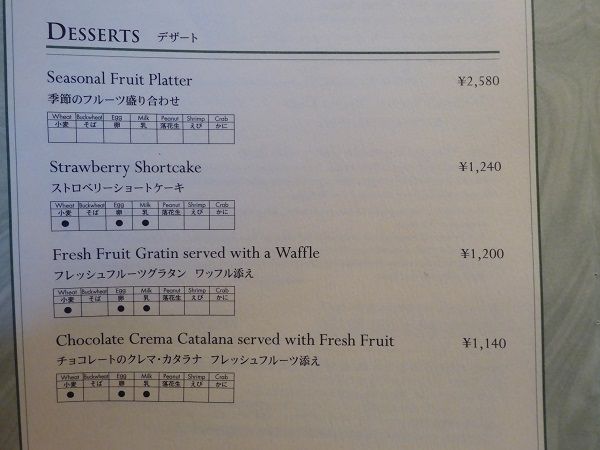 DESSERTS デザート
Seasonal Fruit Platter ¥2,580
季節のフルーツ盛り合わせ
Wheat Buckwheat Egg Milk Peanut Shrimp Crab
小麦 そば 卵 乳 落花生 えび かに
Strawberry Shortcake ¥1,240
ストロベリーショートケーキ
Wheat Buckwheat Egg Milk Peanut Shrimp Crab
小麦 そば 卵 乳 落花生 えび かに
● ● ●
Fresh Fruit Gratin served with a Waffle ¥1,200
フレッシュフルーツグラタン ワッフル添え
Wheat Buckwheat Egg Milk Peanut Shrimp Crab
小麦 そば 卵 乳 落花生 えび かに
● ● ●
Chocolate Crema Catalana served with Fresh Fruit ¥1,140
チョコレートのクレマ・カタラナ フレッシュフルーツ添え
Wheat Buckwheat Egg Milk Peanut Shrimp Crab
小麦 そば 卵 乳 落花生 えび かに
● ● ●